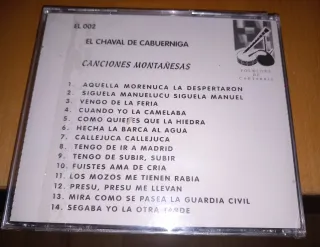 EL 002
EL CHAVAL DE CABUERNIGA
CANCIONES MONTAÑESAS
FOLKLORE
DE
CANTABRIA
1. AQUELLA MORENUCA LA DESPERTARON
2. SIGUELA MANUELUCU SIGUELA MANUEL
3. VENGO DE LA FERIA
4. CUANDO YO LA CAMELABA
5. COMO QUIERES QUE LA HIEDRA
6. HECHA LA BARCA AL AGUA
7. CALLEJUCA CALLEJUCA
8. TENGO DE IR A MADRID
9. TENGO DE SUBIR, SUBIR
10. FUISTES AMA DE CRIA
11. LOS MOZOS ME TIENEN RABIA
12. PRESU, PRESU ME LLEVAN
13. MIRA COMO SE PASEA LA GUARDIA CIVIL
14. SEGABA YO LA OTRA TARDE